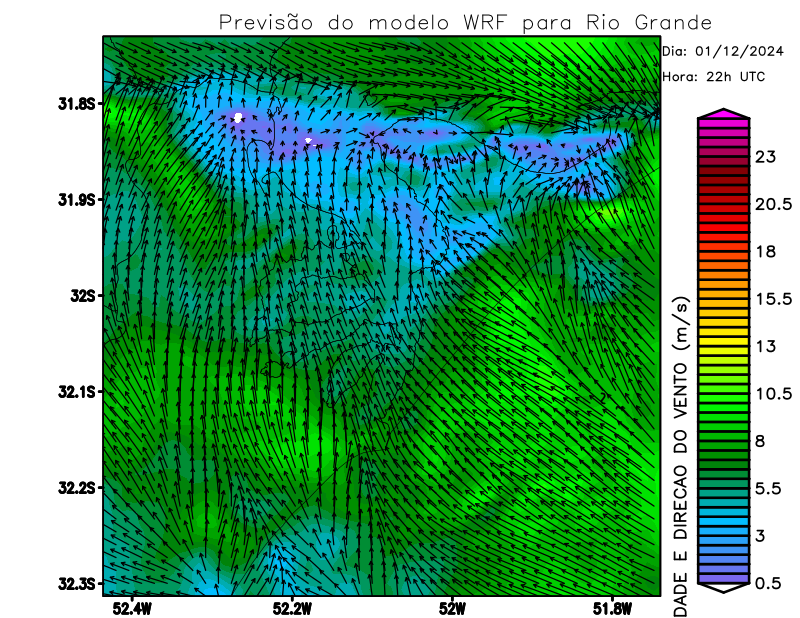 Previsão do modelo WRF para Rio Grande
Dia: 01/12/2024
Hora: 22h UTC
31.8S
31.9S
32S
32.1S
32.2S
32.3S
52.4W
52.2W
52W
51.8W
DADE E DIRECAO DO VENTO (m/s)
23
20.5
18
15.5
13
10.5
8
5.5
3
0.5